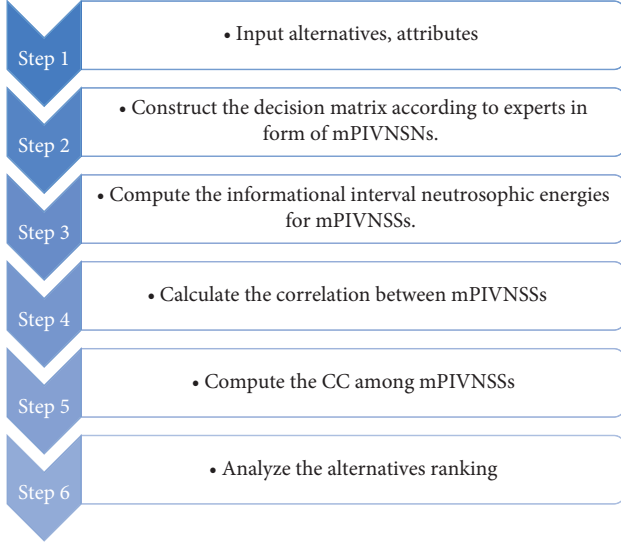 Step 1
• Input alternatives, attributes
Step 2
• Construct the decision matrix according to experts in
form of mPIVNSNs.
Step 3
• Compute the informational interval neutrosophic energies
for mPIVNSSs.
Step 4
• Calculate the correlation between mPIVNSSs
Step 5
• Compute the CC among mPIVNSSs
Step 6
• Analyze the alternatives ranking